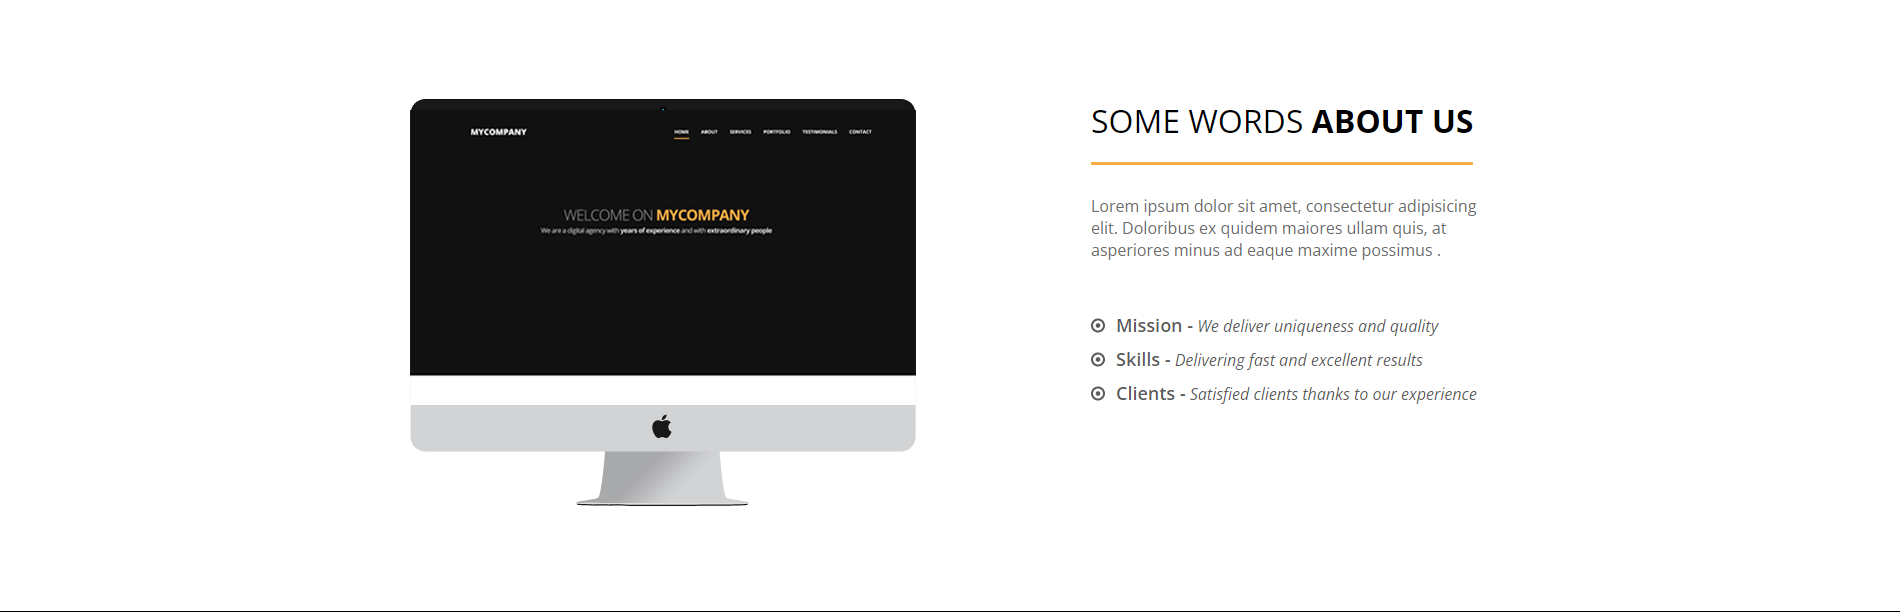 MYCOMPANY
HOME ABOUT SERVICES PORTFOLIO TESTIMONIALS CONTACT
WELCOME ON MYCOMPANY
We are a digital agency with years of experience and with extraordinary people
SOME WORDS ABOUT US
Lorem ipsum dolor sit amet, consectetur adipisicing
elit. Doloribus ex quidem maiores ullam quis, at
asperiores minus ad eaque maxime possimus .
Mission - We deliver uniqueness and quality
Skills - Delivering fast and excellent results
Clients - Satisfied clients thanks to our experience